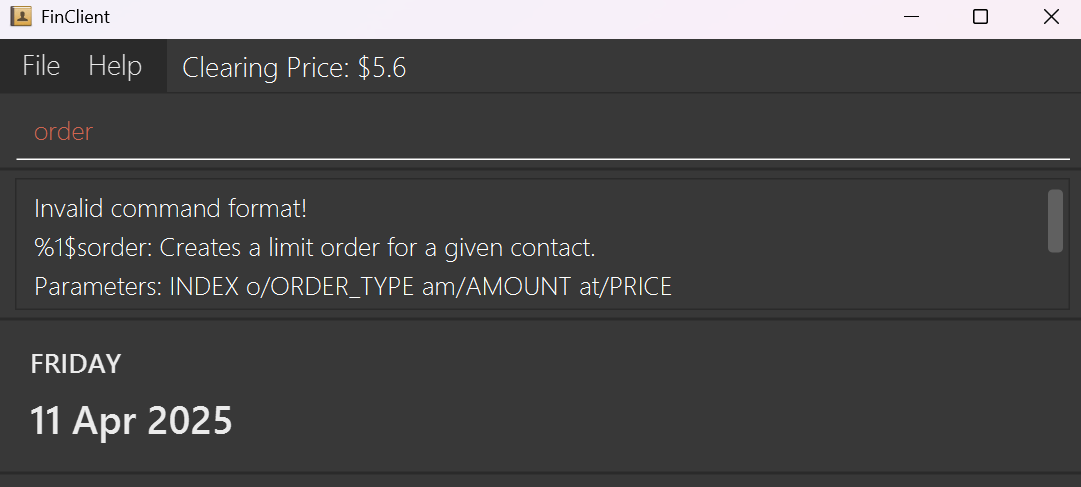 FinClient
File Help Clearing Price: $5.6
order
Invalid command format!
%1$sorder: Creates a limit order for a given contact.
Parameters: INDEX o/ORDER_TYPE am/AMOUNT at/PRICE
FRIDAY
11 Apr 2025